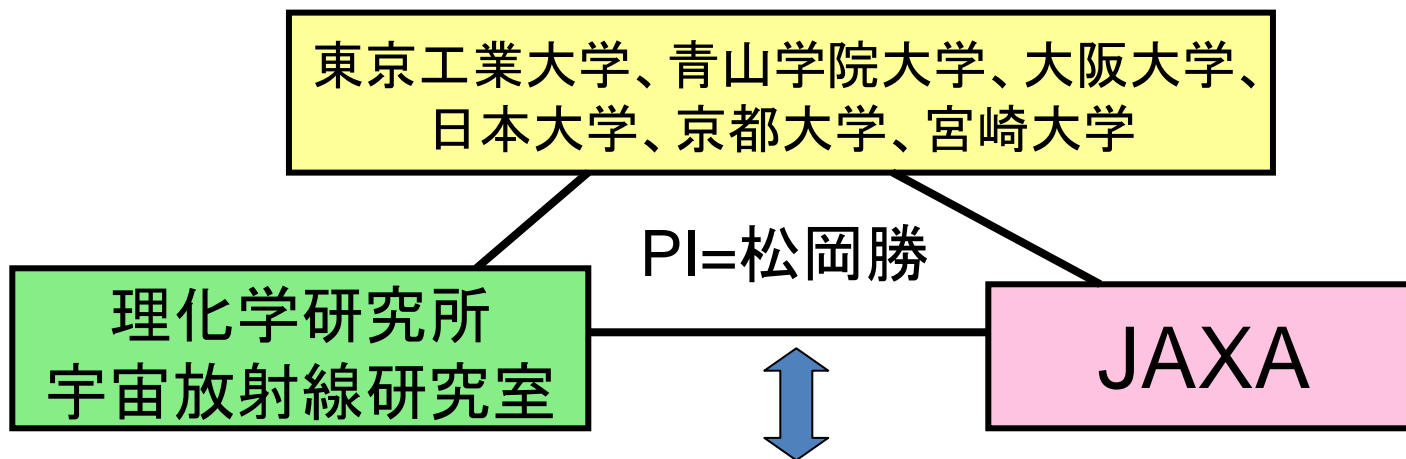 東京工業大学、青山学院大学、大阪大学、
日本大学、京都大学、宮崎大学
PI=松岡勝
理化学研究所
宇宙放射線研究室
JAXA